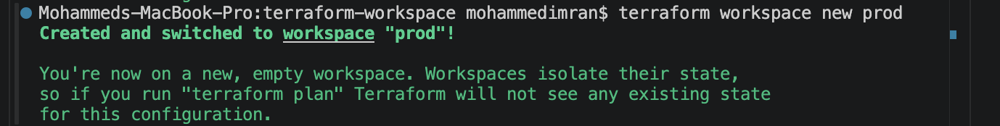 Mohammeds-MacBook-Pro:terraform-workspace mohammedimran$ terraform workspace new prod
Created and switched to workspace "prod"!
You're now on a new, empty workspace. Workspaces isolate their state,
so if you run "terraform plan" Terraform will not see any existing state
for this configuration.